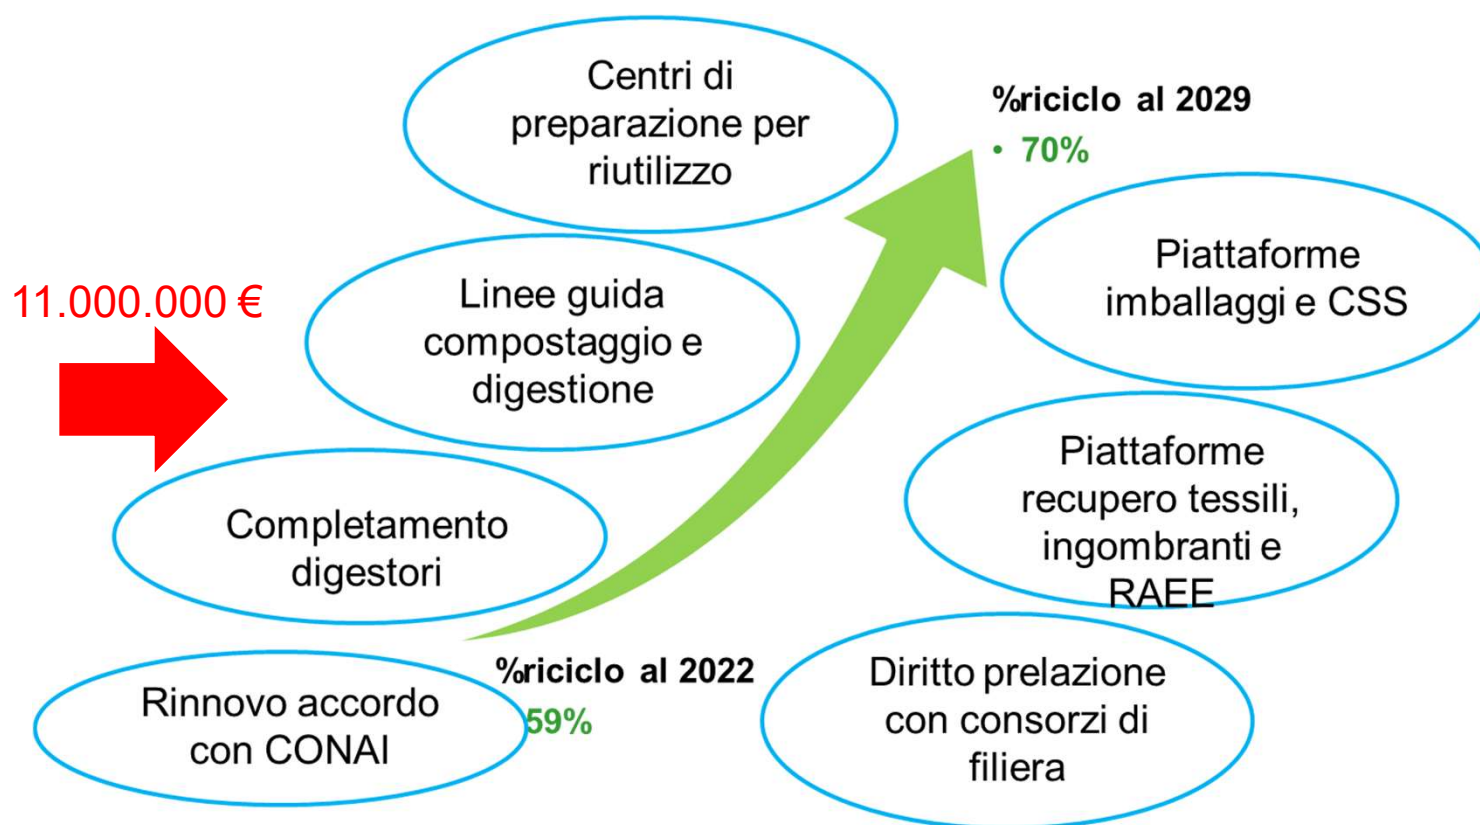 Centri di
preparazione per
riutilizzo
%riciclo al 2029
• 70%
11.000.000 €
Linee guida
compostaggio e
digestione
Piattaforme
imballaggi e CSS
Completamento
digestori
Piattaforme
recupero tessili,
ingombranti e
RAEE
Rinnovo accordo
con CONAI
%riciclo al 2022
59%
Diritto prelazione
con consorzi di
filiera